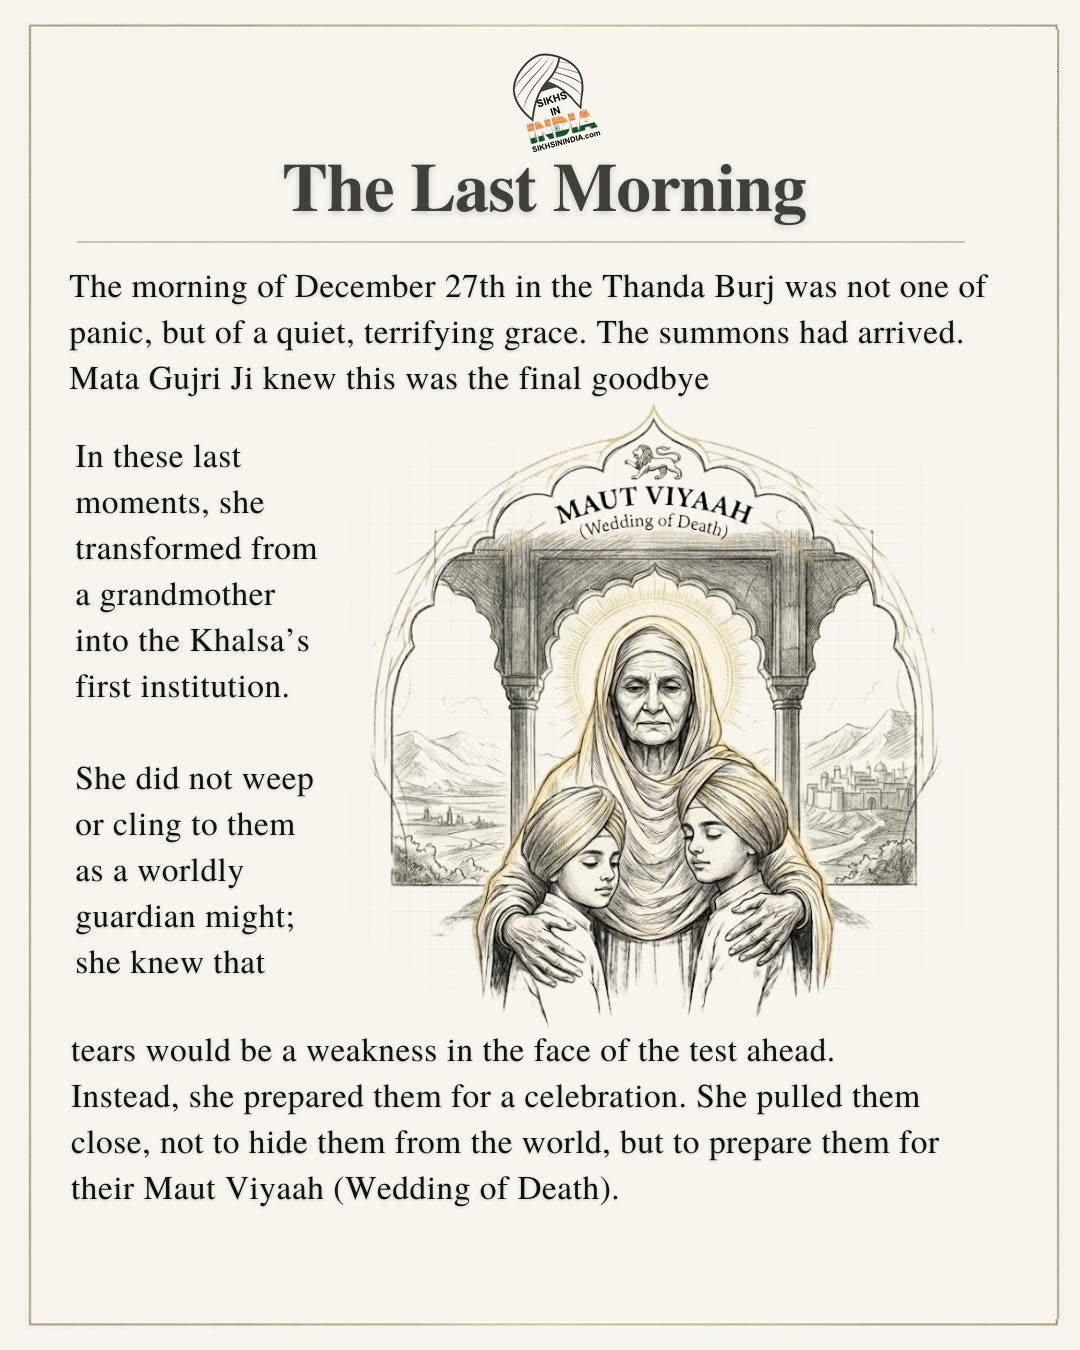 SIKHS
IN
INDIA
SIKHSININDIA.com
The Last Morning
The morning of December 27th in the Thanda Burj was not one of
panic, but of a quiet, terrifying grace. The summons had arrived.
Mata Gujri Ji knew this was the final goodbye
In these last
moments, she
transformed from
a grandmother
into the Khalsa’s
first institution.
She did not weep
or cling to them
as a worldly
guardian might;
she knew that
MAUT VIYAAH
(Wedding of Death)
tears would be a weakness in the face of the test ahead.
Instead, she prepared them for a celebration. She pulled them
close, not to hide them from the world, but to prepare them for
their Maut Viyaah (Wedding of Death).